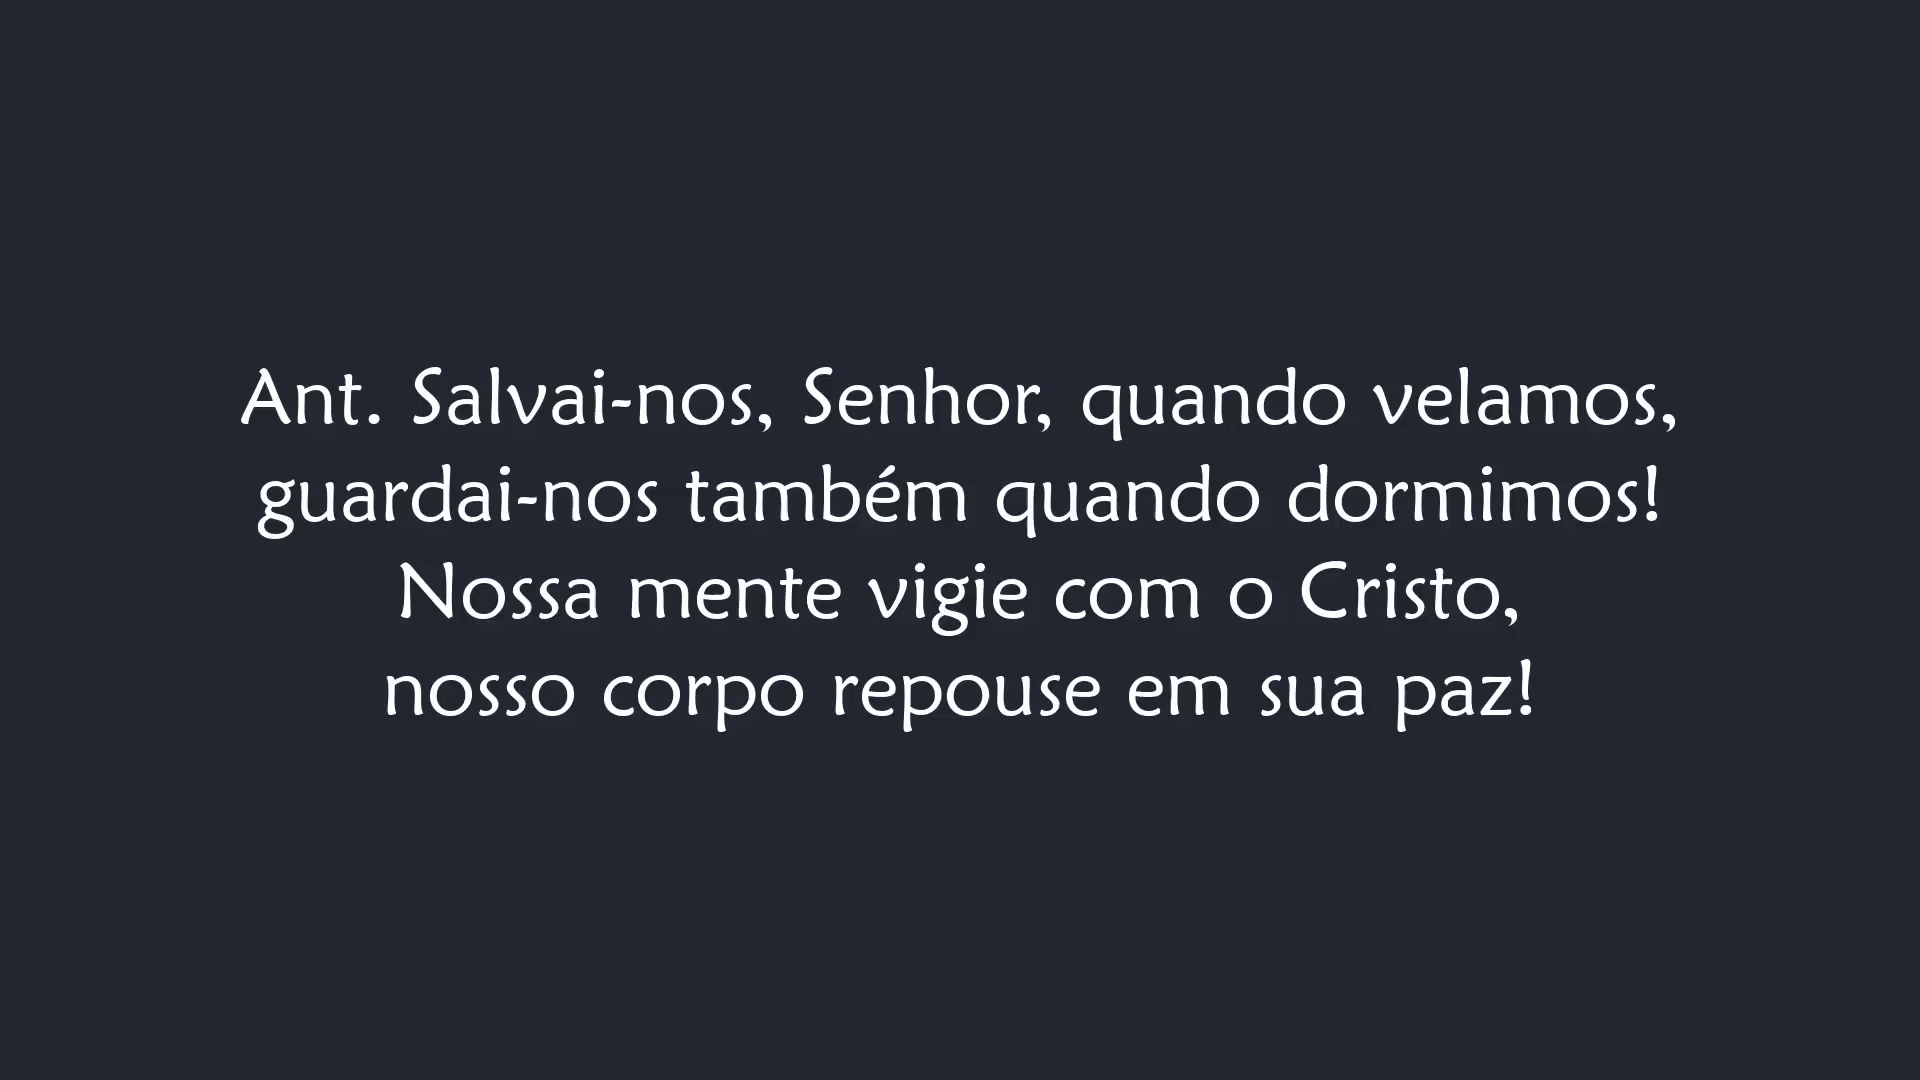 Ant. Salvai-nos, Senhor, quando velamos,
guardai-nos também quando dormimos!
Nossa mente vigie com o Cristo,
nosso corpo repouse em sua paz!